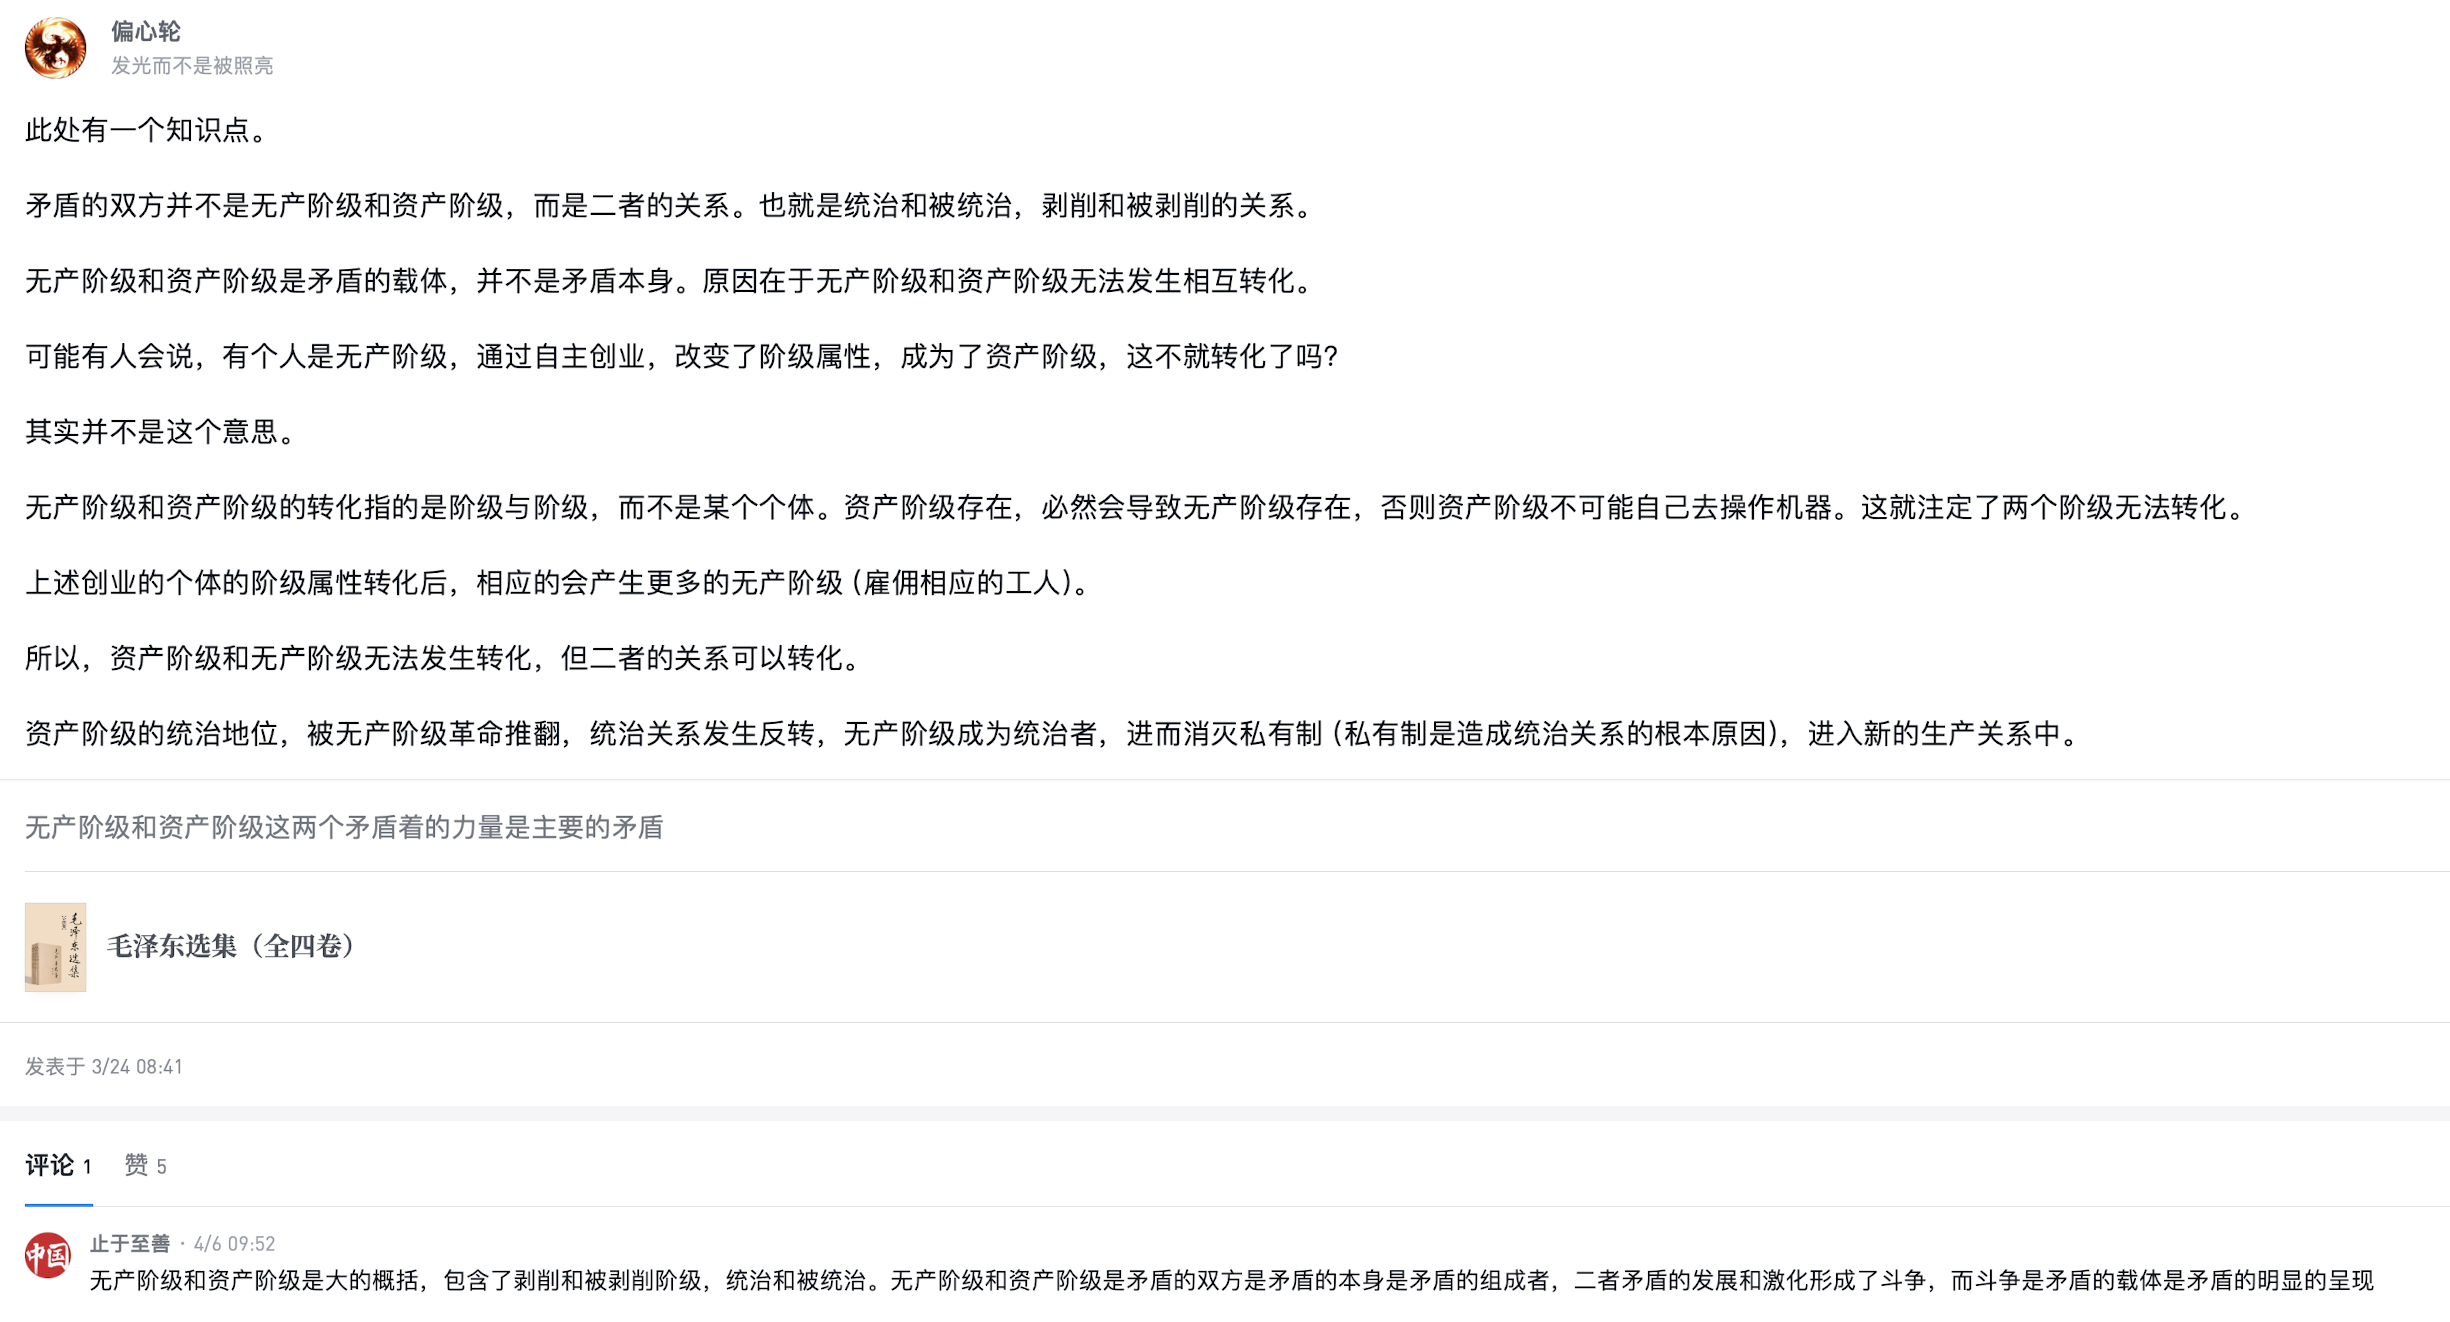 偏心轮
发光而不是被照亮
此处有一个知识点。
矛盾的双方并不是无产阶级和资产阶级，而是二者的关系。也就是统治和被统治，剥削和被剥削的关系。
无产阶级和资产阶级是矛盾的载体，并不是矛盾本身。原因在于无产阶级和资产阶级无法发生相互转化。
可能有人会说，有个人是无产阶级，通过自主创业，改变了阶级属性，成为了资产阶级，这不就转化了吗？
其实并不是这个意思。
无产阶级和资产阶级的转化指的是阶级与阶级，而不是某个个体。资产阶级存在，必然会导致无产阶级存在，否则资产阶级不可能自己去操作机器。这就注定了两个阶级无法转化。
上述创业的个体的阶级属性转化后，相应的会产生更多的无产阶级（雇佣相应的工人）。
所以，资产阶级和无产阶级无法发生转化，但二者的关系可以转化。
资产阶级的统治地位，被无产阶级革命推翻，统治关系发生反转，无产阶级成为统治者，进而消灭私有制（私有制是造成统治关系的根本原因），进入新的生产关系中。
无产阶级和资产阶级这两个矛盾着的力量是主要的矛盾
毛泽东选集
毛泽东选集（全四卷）
发表于 3/24 08:41
评论 1 赞 5
中国
止于至善 · 4/6 09:52
无产阶级和资产阶级是大的概括，包含了剥削和被剥削阶级，统治和被统治。无产阶级和资产阶级是矛盾的双方是矛盾的本身是矛盾的组成者，二者矛盾的发展和激化形成了斗争，而斗争是矛盾的载体是矛盾的明显的呈现